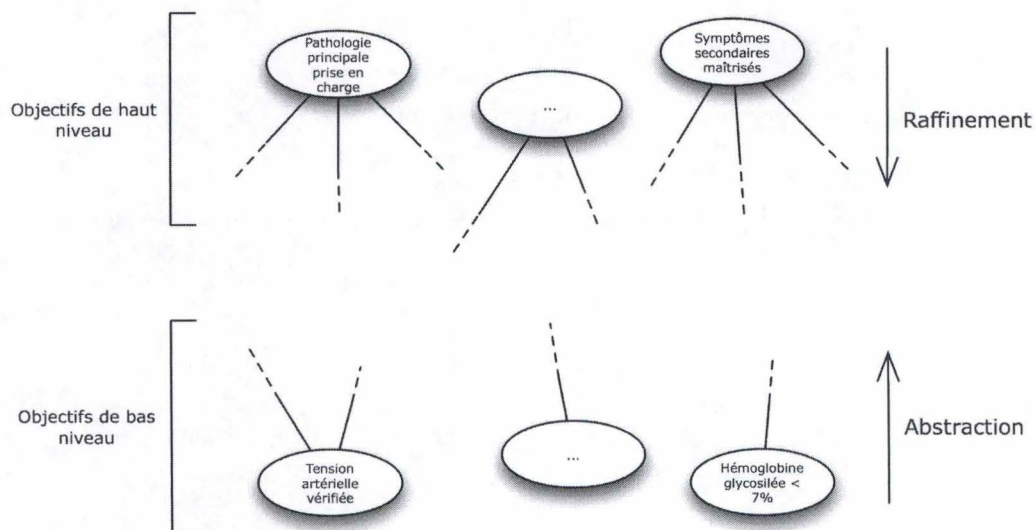 Pathologie
principale
prise en
charge
Symptômes
secondaires
maîtrisés
...
Objectifs de haut
niveau
Raffinement
Objectifs de bas
niveau
Abstraction
Tension
artérielle
vérifiée
...
Hémoglobine
glycosilée <
7%